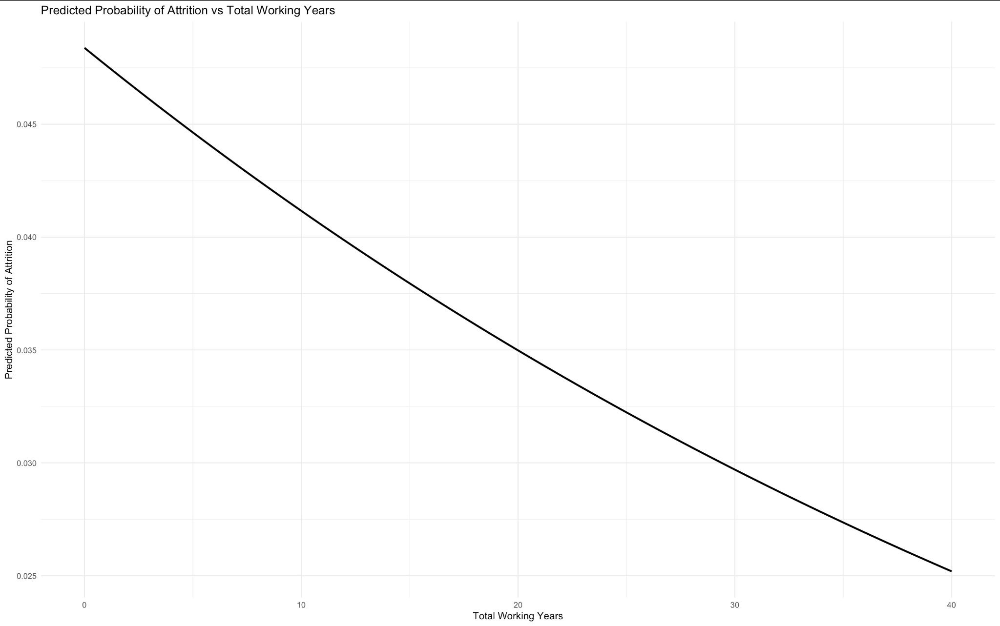 Predicted Probability of Attrition vs Total Working Years
Predicted Probability of Attrition
0.045
0.040
0.035
0.030
0.025
0 10 20 30 40
Total Working Years